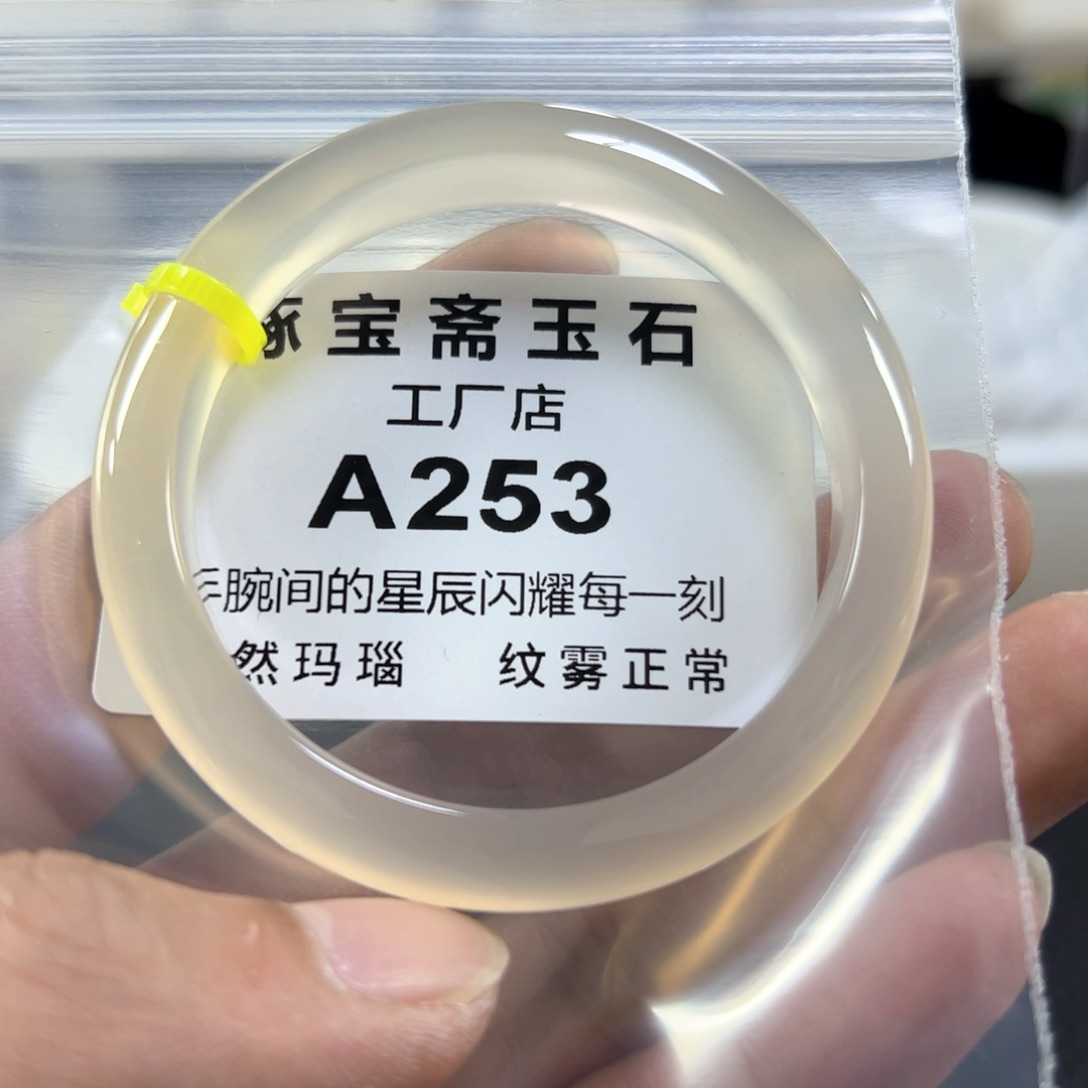 宝斋玉石
工厂店
A253
腕间的星辰闪耀每一刻
然玛瑙 纹雾正常